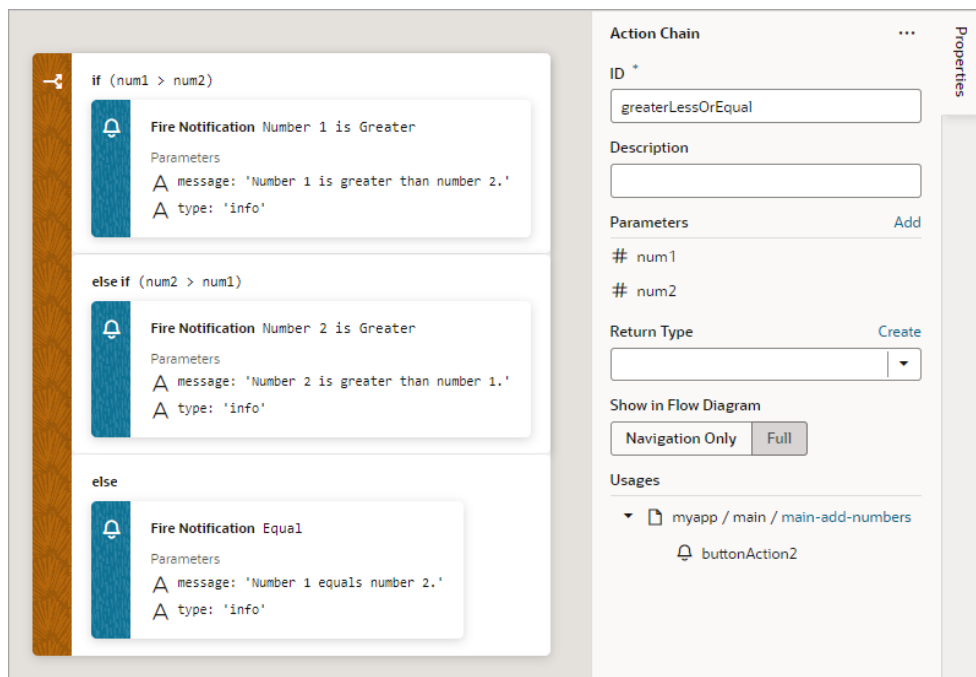 if (num1 > num2)
Fire Notification Number 1 is Greater
Parameters
A message: 'Number 1 is greater than number 2.'
A type: 'info'
else if (num2 > num1)
Fire Notification Number 2 is Greater
Parameters
A message: 'Number 2 is greater than number 1.'
A type: 'info'
else
Fire Notification Equal
Parameters
A message: 'Number 1 equals number 2.'
A type: 'info'
Action Chain ...
ID *
greaterLessOrEqual
Description
Parameters Add
# num1
# num2
Return Type Create
Show in Flow Diagram
Navigation Only Full
Usages
myapp / main / main-add-numbers
buttonAction2
Properties